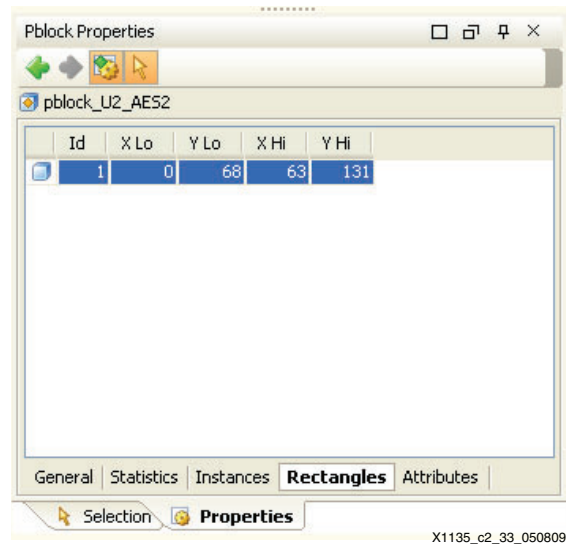 Pblock Properties
pblock_U2_AES2
Id X Lo Y Lo X Hi Y Hi
1 0 68 63 131
General Statistics Instances Rectangles Attributes
Selection Properties
X1135_c2_33_050809